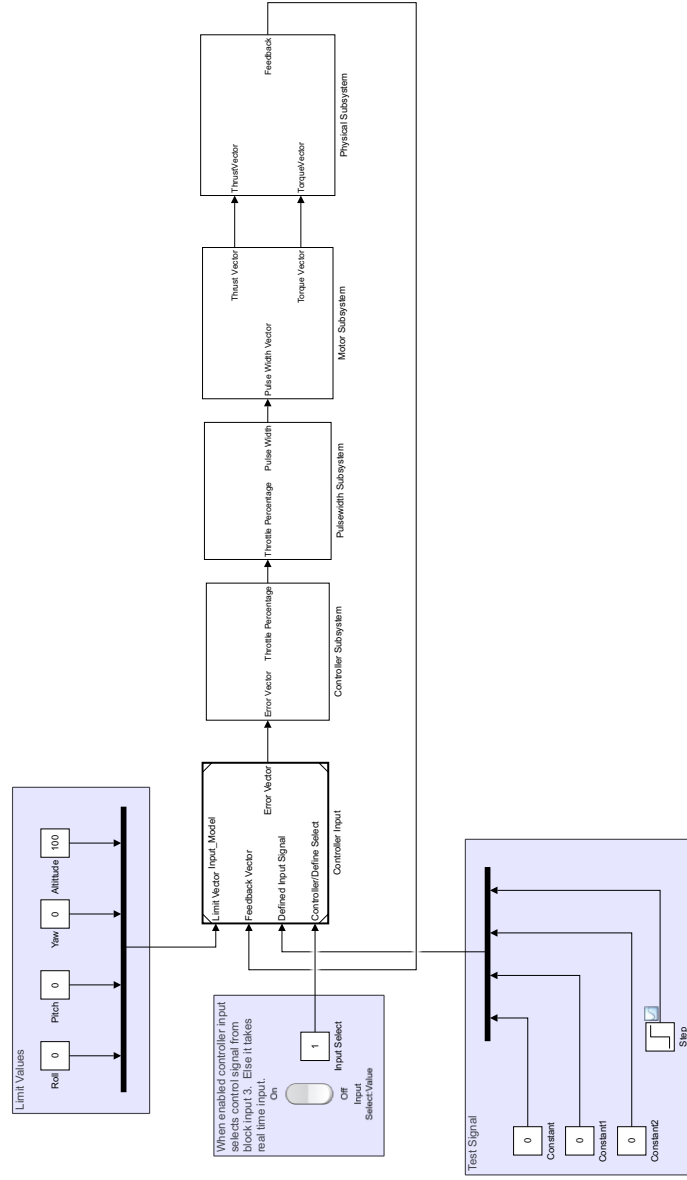 Limit Values
Roll
0
Pitch
0
Yaw
0
Altitude
100
When enabled controller input
selects control signal from
block input 3. Else it takes
real time input.
On
Off
Input
Select:Value
1
Input Select
Limit Vector Input_Model
Feedback Vector
Defined Input Signal
Controller/Define Select
Error Vector
Controller Input
Error Vector
Throttle Percentage
Controller Subsystem
Throttle Percentage
Pulse Width
Pulsewidth Subsystem
Pulse Width Vector
Thrust Vector
Torque Vector
Motor Subsystem
ThrustVector
TorqueVector
Feedback
Physical Subsystem
Test Signal
0
Constant
0
Constant1
0
Constant2
Step